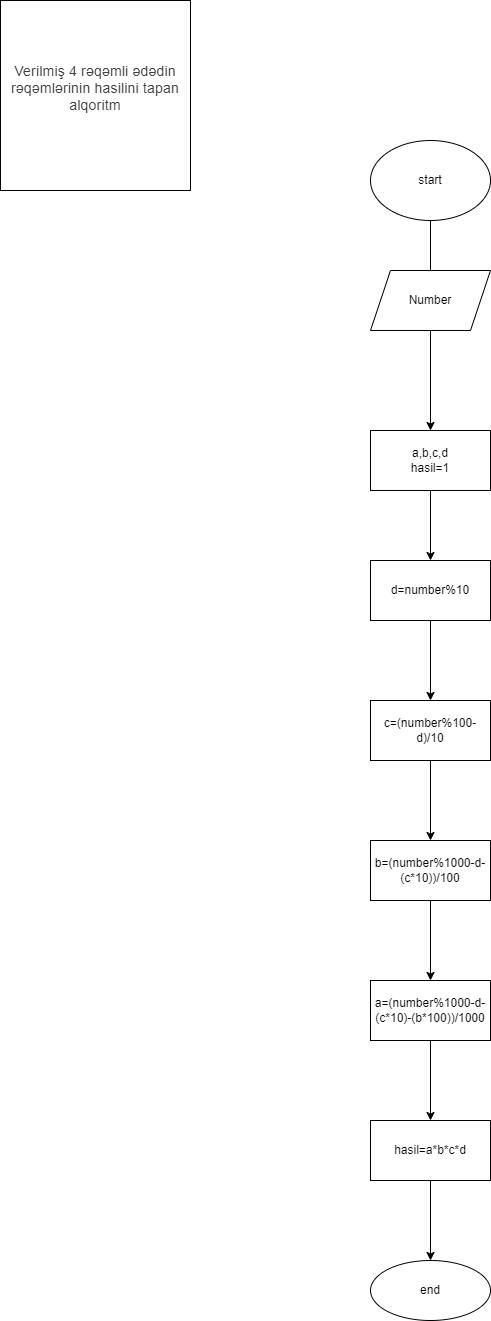 Verilmiş 4 rəqəmli ədədin
rəqəmlərinin hasilini tapan
alqoritm
start
Number
a,b,c,d
hasil=1
d=number%10
c=(number%100-
d)/10
b=(number%1000-d-
(c*10))/100
a=(number%1000-d-
(c*10)-(b*100))/1000
hasil=a*b*c*d
end